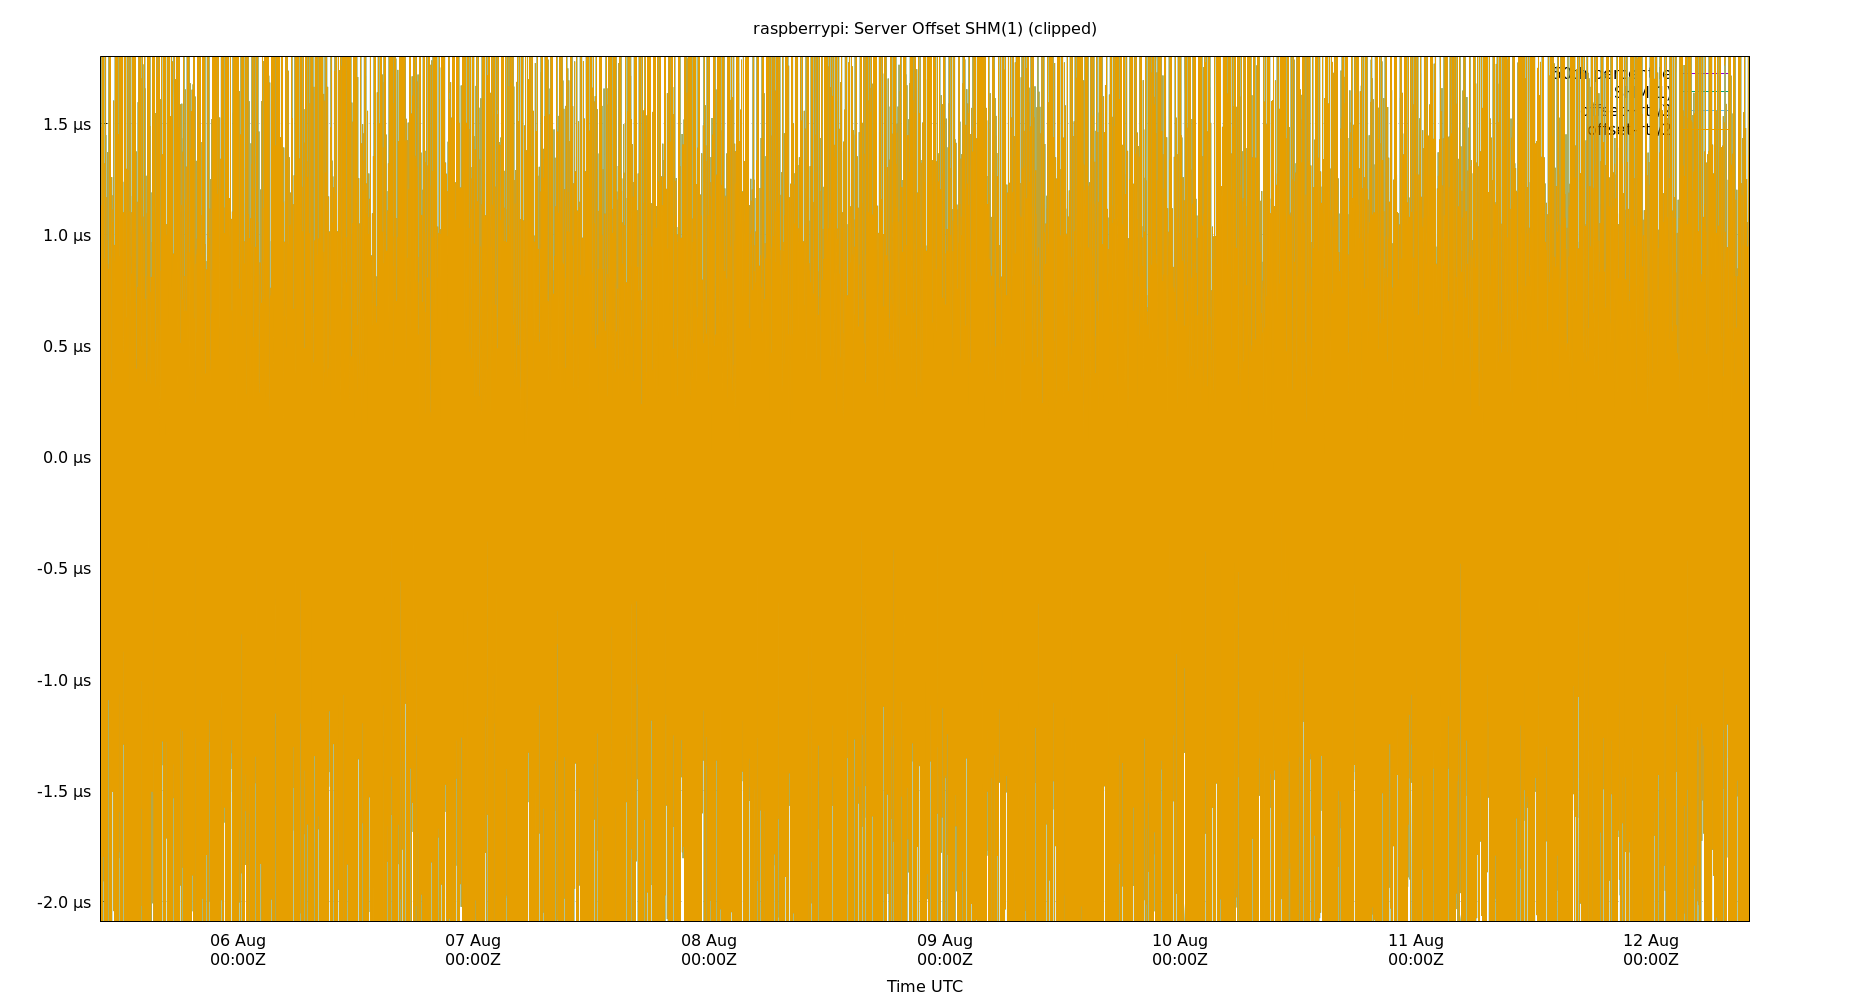 raspberrypi: Server Offset SHM(1) (clipped)
1.5 µs
1.0 µs
0.5 µs
0.0 µs
-0.5 µs
-1.0 µs
-1.5 µs
-2.0 µs
06 Aug
00:00Z
07 Aug
00:00Z
08 Aug
00:00Z
09 Aug
00:00Z
10 Aug
00:00Z
11 Aug
00:00Z
12 Aug
00:00Z
Time UTC